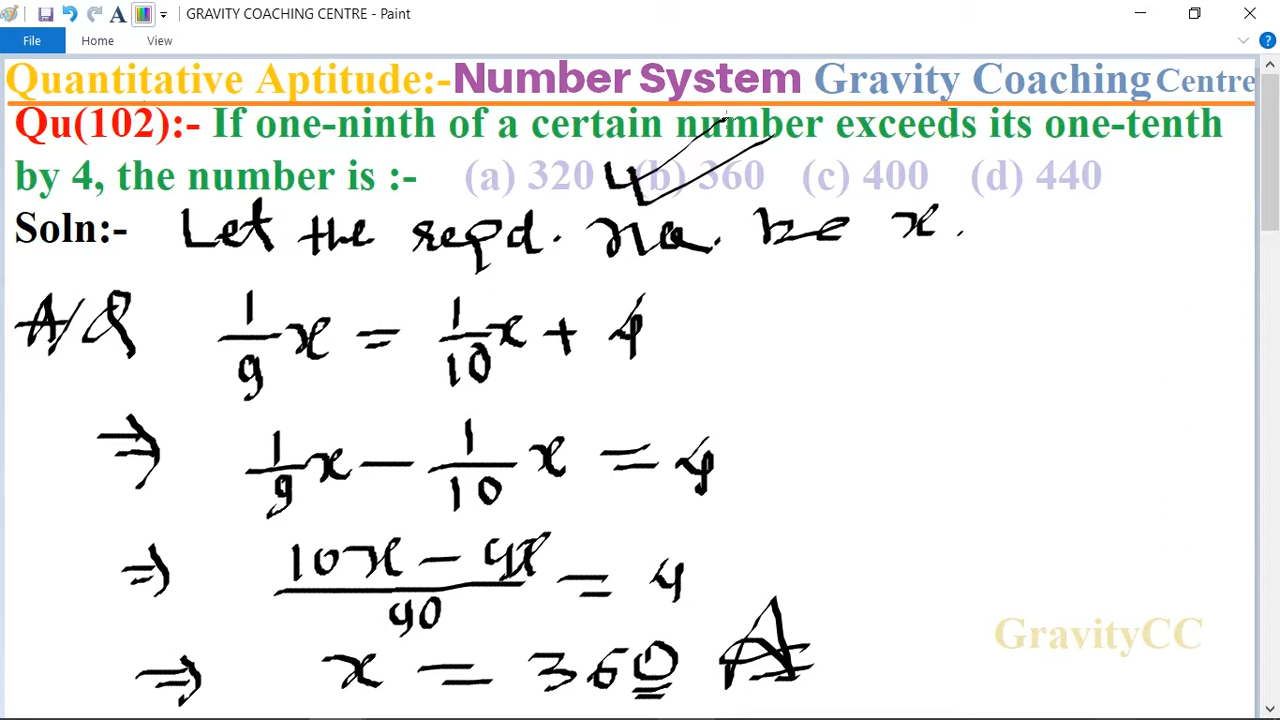 GRAVITY COACHING CENTRE - Paint
File Home View
Quantitative Aptitude:-Number System Gravity Coaching Centre
Qu(102):- If one-ninth of a certain number exceeds its one-tenth
by 4, the number is :- (a) 320 (b) 360 (c) 400 (d) 440
Soln:- Let the reqd. no. be x.
A/Q 1/9 x = 1/10 x + 4
⇒ 1/9 x − 1/10 x = 4
⇒ (10x − 9x)/90 = 4
⇒ x = 360 A
GravityCC